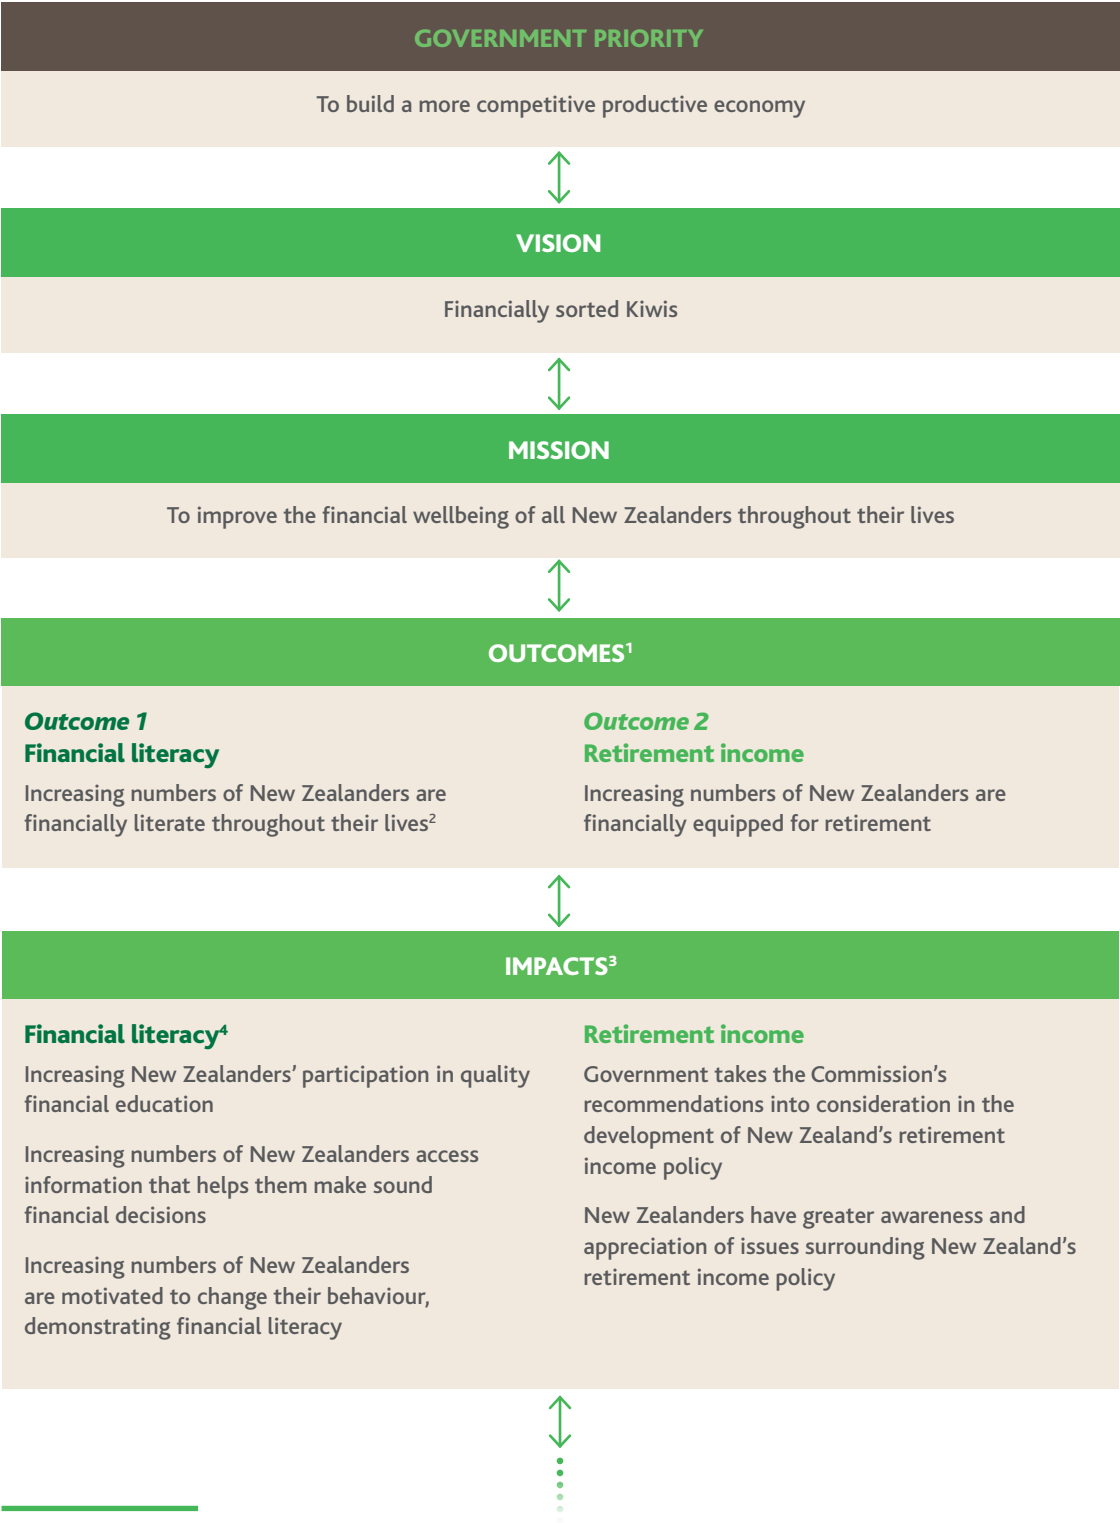 GOVERNMENT PRIORITY
To build a more competitive productive economy
VISION
Financially sorted Kiwis
MISSION
To improve the financial wellbeing of all New Zealanders throughout their lives
OUTCOMES¹
Outcome 1
Financial literacy
Increasing numbers of New Zealanders are
financially literate throughout their lives²
Outcome 2
Retirement income
Increasing numbers of New Zealanders are
financially equipped for retirement
IMPACTS³
Financial literacy⁴
Increasing New Zealanders’ participation in quality
financial education
Increasing numbers of New Zealanders access
information that helps them make sound
financial decisions
Increasing numbers of New Zealanders
are motivated to change their behaviour,
demonstrating financial literacy
Retirement income
Government takes the Commission’s
recommendations into consideration in the
development of New Zealand’s retirement
income policy
New Zealanders have greater awareness and
appreciation of issues surrounding New Zealand’s
retirement income policy